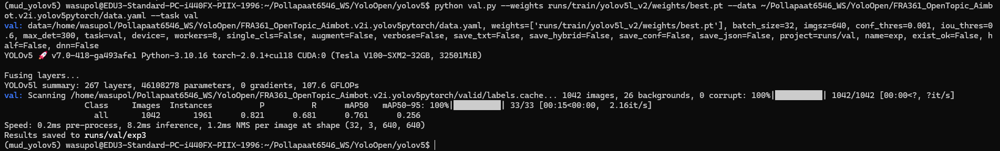 (mud_yolov5) wasupol@EDU3-Standard-PC-i440FX-PIIX-1996:~/Pollapaat6546_WS/YoloOpen/yolov5$ python val.py --weights runs/train/yolov5l_v2/weights/best.pt --data ~/Pollapaat6546_WS/YoloOpen/FRA361_OpenTopic_Aimb
ot.v2i.yolov5pytorch/data.yaml --task val
val: data=/home/wasupol/Pollapaat6546_WS/YoloOpen/FRA361_OpenTopic_Aimbot.v2i.yolov5pytorch/data.yaml, weights=['runs/train/yolov5l_v2/weights/best.pt'], batch_size=32, imgsz=640, conf_thres=0.001, iou_thres=0
.6, max_det=300, task=val, device=, workers=8, single_cls=False, augment=False, verbose=False, save_txt=False, save_hybrid=False, save_conf=False, save_json=False, project=runs/val, name=exp, exist_ok=False, h
alf=False, dnn=False
YOLOv5 🚀 v7.0-418-ga493afe1 Python-3.10.16 torch-2.0.1+cu118 CUDA:0 (Tesla V100-SXM2-32GB, 32501MiB)
Fusing layers...
YOLOv5l summary: 267 layers, 46108278 parameters, 0 gradients, 107.6 GFLOPs
val: Scanning /home/wasupol/Pollapaat6546_WS/YoloOpen/FRA361_OpenTopic_Aimbot.v2i.yolov5pytorch/valid/labels.cache... 1042 images, 26 backgrounds, 0 corrupt: 100%|██████████| 1042/1042 [00:00<?, ?it/s]
Class Images Instances P R mAP50 mAP50-95: 100%|██████████| 33/33 [00:15<00:00, 2.16it/s]
all 1042 1961 0.821 0.681 0.761 0.256
Speed: 0.2ms pre-process, 8.2ms inference, 1.2ms NMS per image at shape (32, 3, 640, 640)
Results saved to runs/val/exp3
(mud_yolov5) wasupol@EDU3-Standard-PC-i440FX-PIIX-1996:~/Pollapaat6546_WS/YoloOpen/yolov5$